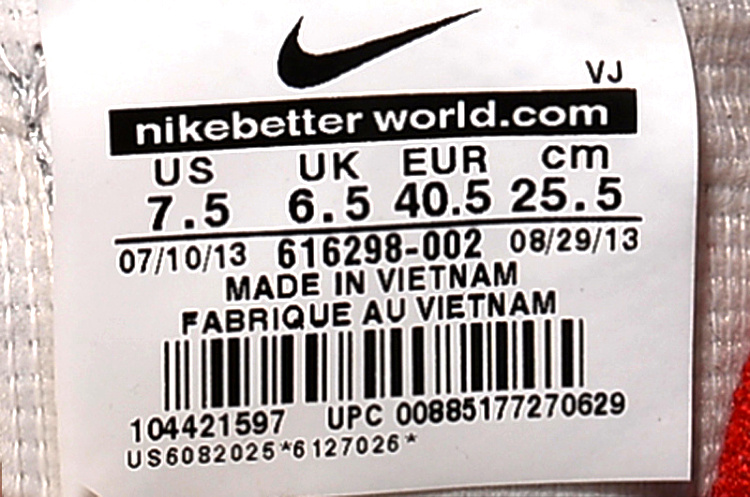 VJ
nikebetter world.com
US UK EUR cm
7.5 6.5 40.5 25.5
07/10/13 616298-002 08/29/13
MADE IN VIETNAM
FABRIQUE AU VIETNAM
104421597 UPC 00885177270629
US6082025*6127026*